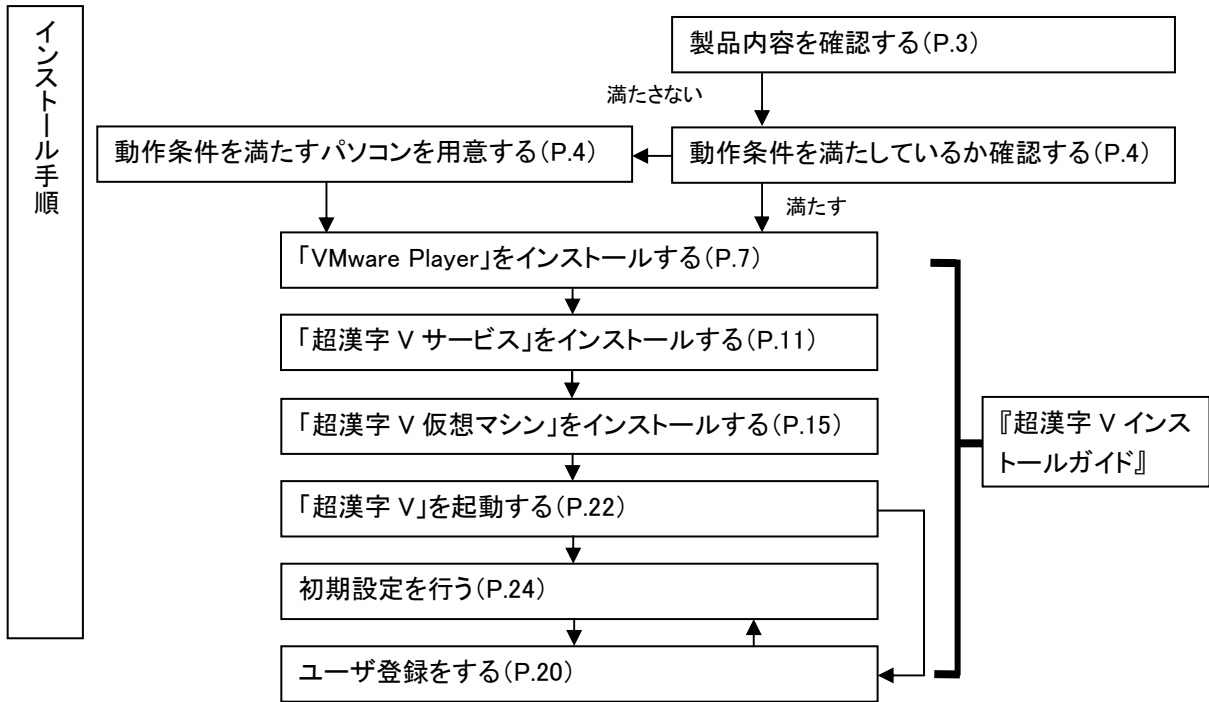 インストール手順
製品内容を確認する(P.3)
満たさない
動作条件を満たすパソコンを用意する(P.4)
動作条件を満たしているか確認する(P.4)
満たす
「VMware Player」をインストールする(P.7)
「超漢字 V サービス」をインストールする(P.11)
「超漢字 V 仮想マシン」をインストールする(P.15)
『超漢字 V インス
トールガイド』
「超漢字 V」を起動する(P.22)
初期設定を行う(P.24)
ユーザ登録をする(P.20)